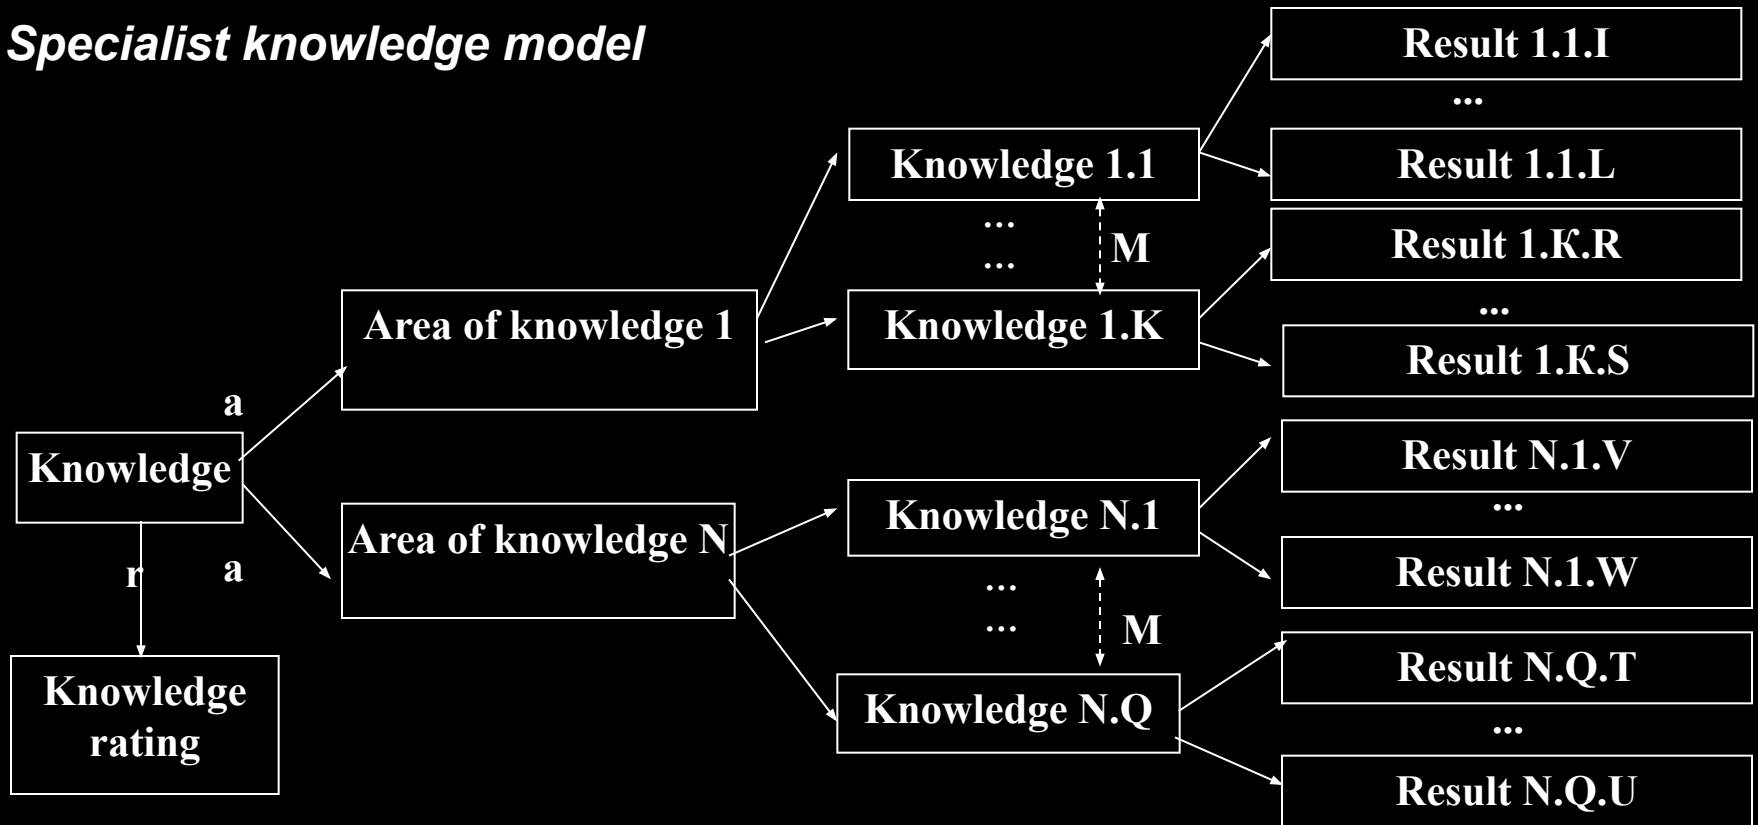 Specialist knowledge model
Result 1.1.I
...
Knowledge 1.1
Result 1.1.L
...
...
M
Result 1.К.R
Area of knowledge 1
Knowledge 1.K
...
Result 1.К.S
a
Knowledge
Result N.1.V
...
Area of knowledge N
Knowledge N.1
r
a
Result N.1.W
...
...
M
Knowledge
rating
Knowledge N.Q
Result N.Q.T
...
Result N.Q.U